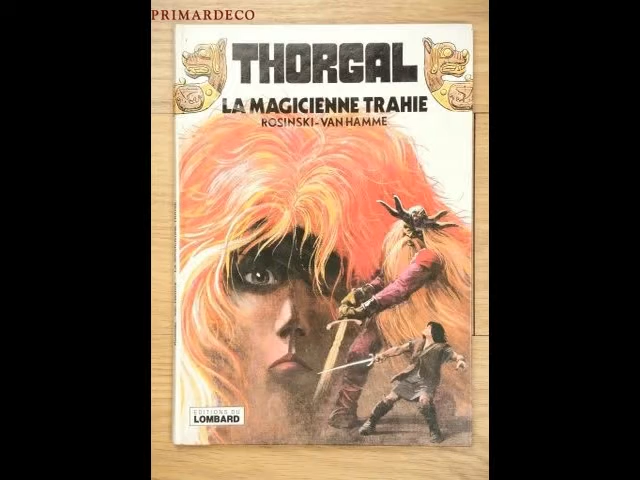 PRIMARDECO
THORGAL
LA MAGICIENNE TRAHIE
ROSINSKI-VAN HAMME
EDITIONS DU
LOMBARD